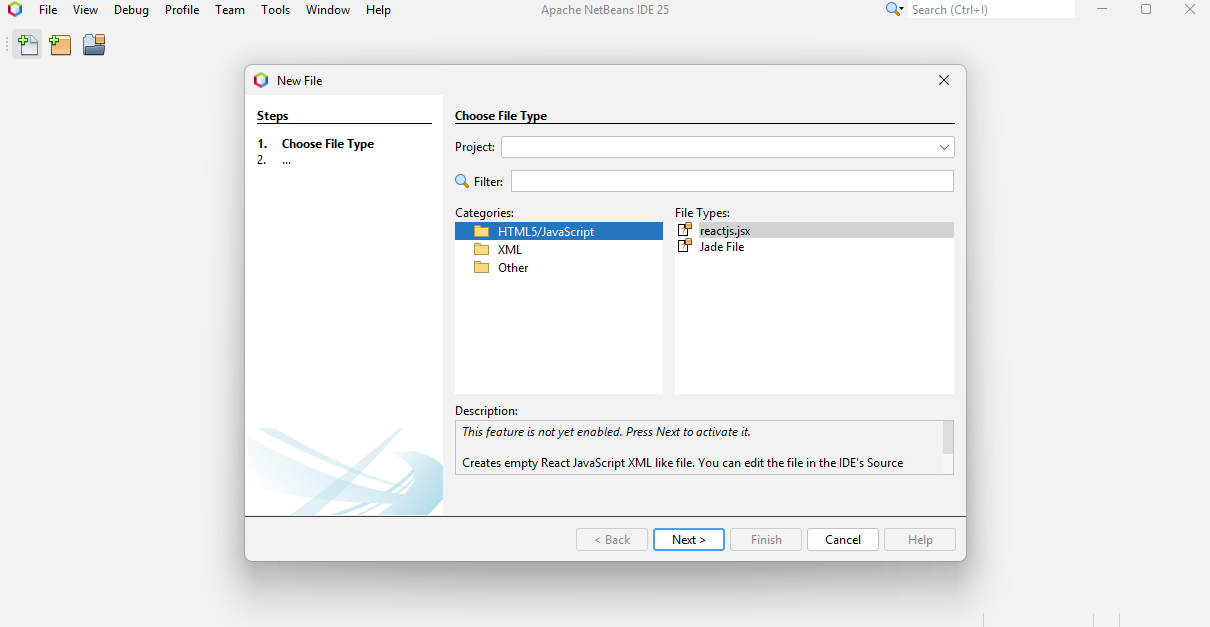 File View Debug Profile Team Tools Window Help Apache NetBeans IDE 25 Search (Ctrl+I)
New File
Steps
1. Choose File Type
2. ...
Choose File Type
Project:
Filter:
Categories:
HTML5/JavaScript
XML
Other
File Types:
reactjs.jsx
Jade File
Description:
This feature is not yet enabled. Press Next to activate it.
Creates empty React JavaScript XML like file. You can edit the file in the IDE's Source
< Back Next > Finish Cancel Help